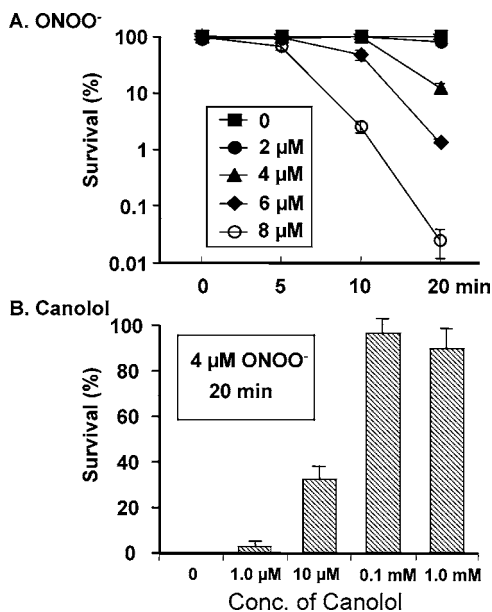 A. ONOO⁻
Survival (%)
100
10
1
0.1
0.01
0
2 µM
4 µM
6 µM
8 µM
0 5 10 20 min
B. Canolol
Survival (%)
100
80
60
40
20
0
4 µM ONOO⁻
20 min
0 1.0 µM 10 µM 0.1 mM 1.0 mM
Conc. of Canolol